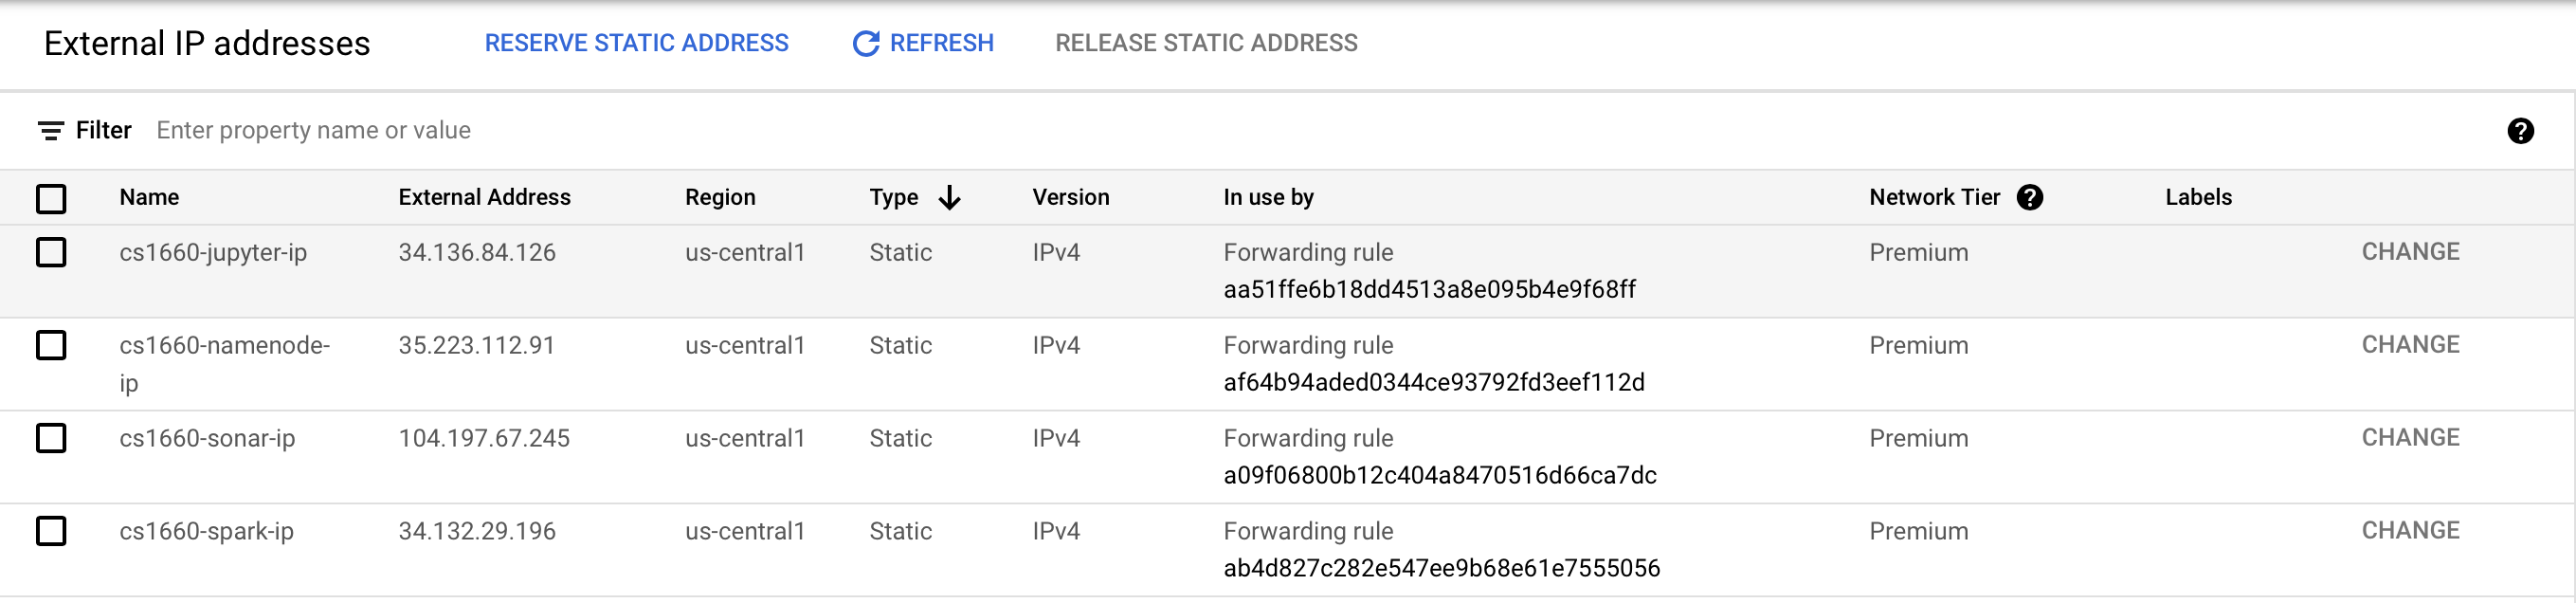 External IP addresses RESERVE STATIC ADDRESS REFRESH RELEASE STATIC ADDRESS
Filter Enter property name or value ?
Name External Address Region Type Version In use by Network Tier ? Labels
cs1660-jupyter-ip 34.136.84.126 us-central1 Static IPv4 Forwarding rule Premium CHANGE
aa51ffe6b18dd4513a8e095b4e9f68ff
cs1660-namenode- 35.223.112.91 us-central1 Static IPv4 Forwarding rule Premium CHANGE
ip af64b94aded0344ce93792fd3eef112d
cs1660-sonar-ip 104.197.67.245 us-central1 Static IPv4 Forwarding rule Premium CHANGE
a09f06800b12c404a8470516d66ca7dc
cs1660-spark-ip 34.132.29.196 us-central1 Static IPv4 Forwarding rule Premium CHANGE
ab4d827c282e547ee9b68e61e7555056